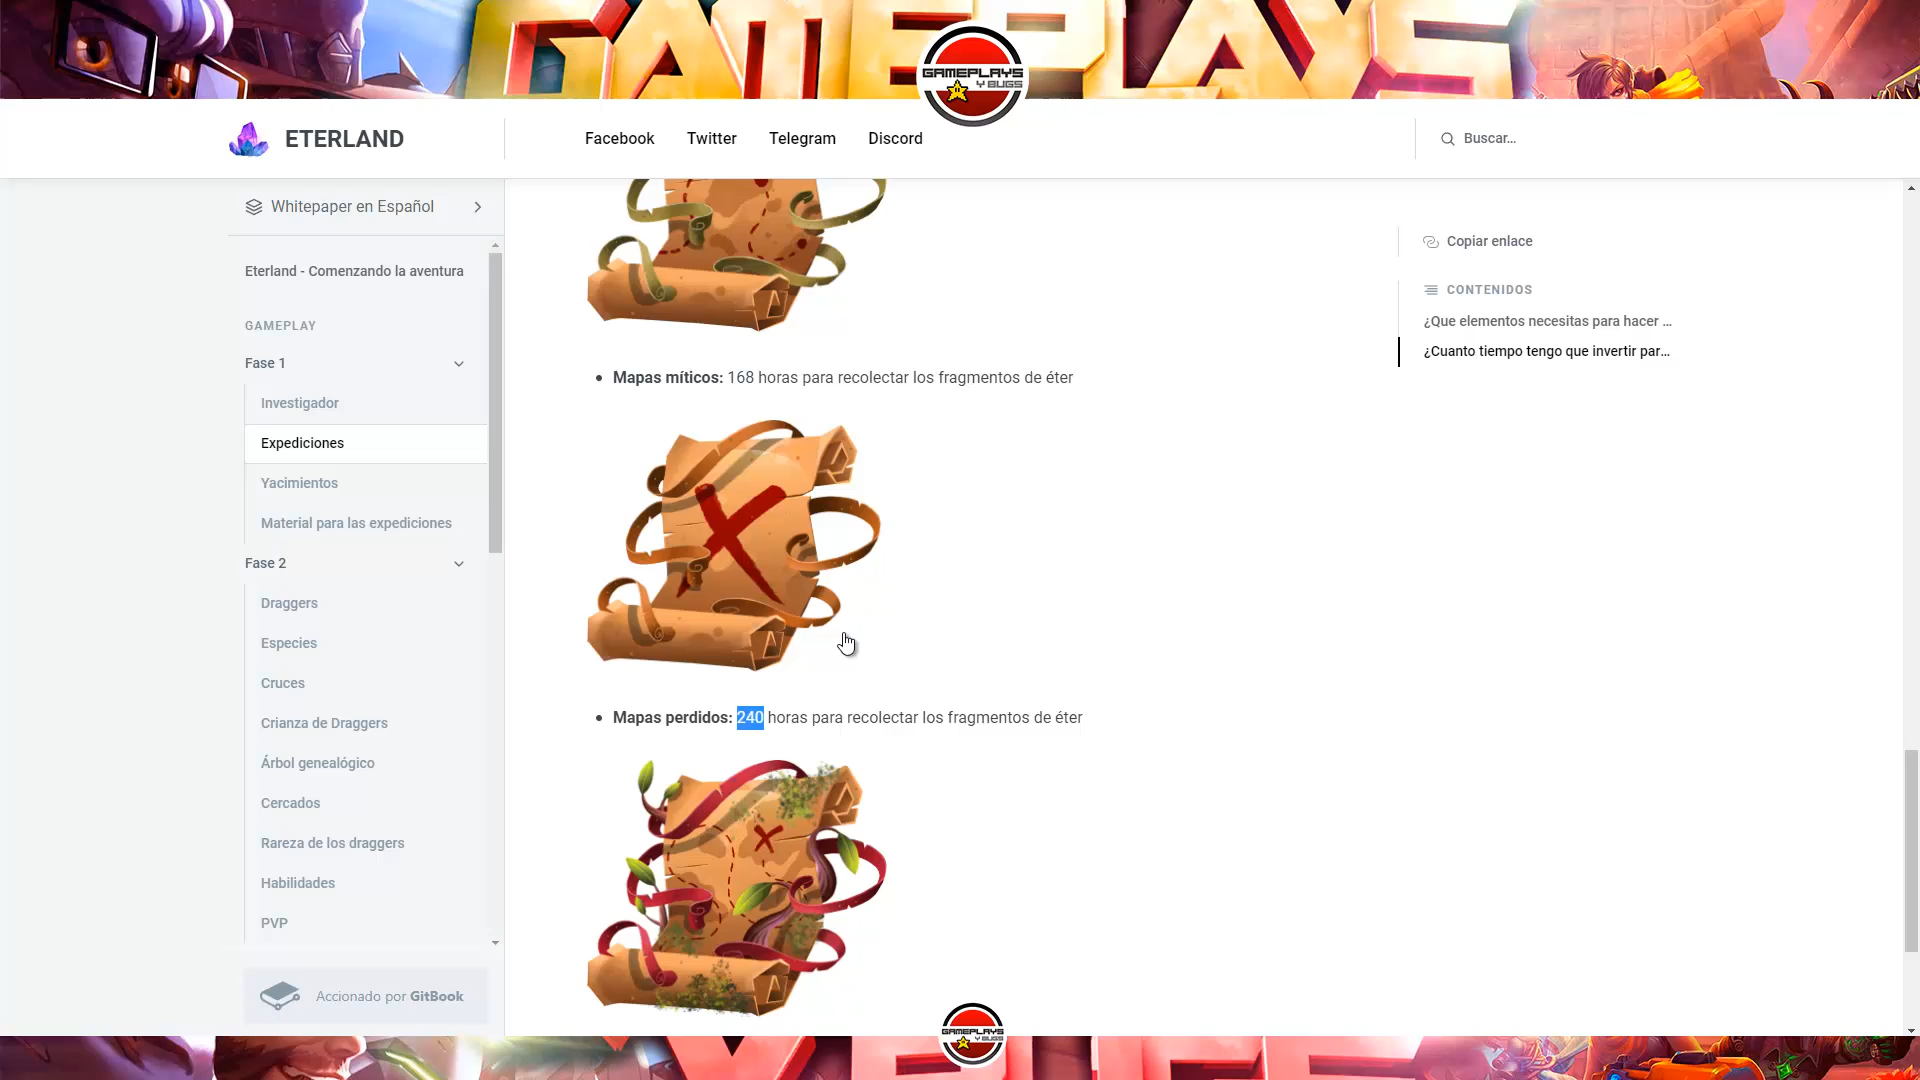 GAMEPLAYS
GAMEPLAYS
Y BUGS
ETERLAND
Facebook
Twitter
Telegram
Discord
Buscar...
Whitepaper en Español
Eterland - Comenzando la aventura
GAMEPLAY
Fase 1
Investigador
Expediciones
Yacimientos
Material para las expediciones
Fase 2
Draggers
Especies
Cruces
Crianza de Draggers
Árbol genealógico
Cercados
Rareza de los draggers
Habilidades
PVP
Accionado por GitBook
Mapas míticos: 168 horas para recolectar los fragmentos de éter
Mapas perdidos: 240 horas para recolectar los fragmentos de éter
Copiar enlace
CONTENIDOS
¿Que elementos necesitas para hacer ...
¿Cuanto tiempo tengo que invertir par...
GAMEPLAYS
Y BUGS